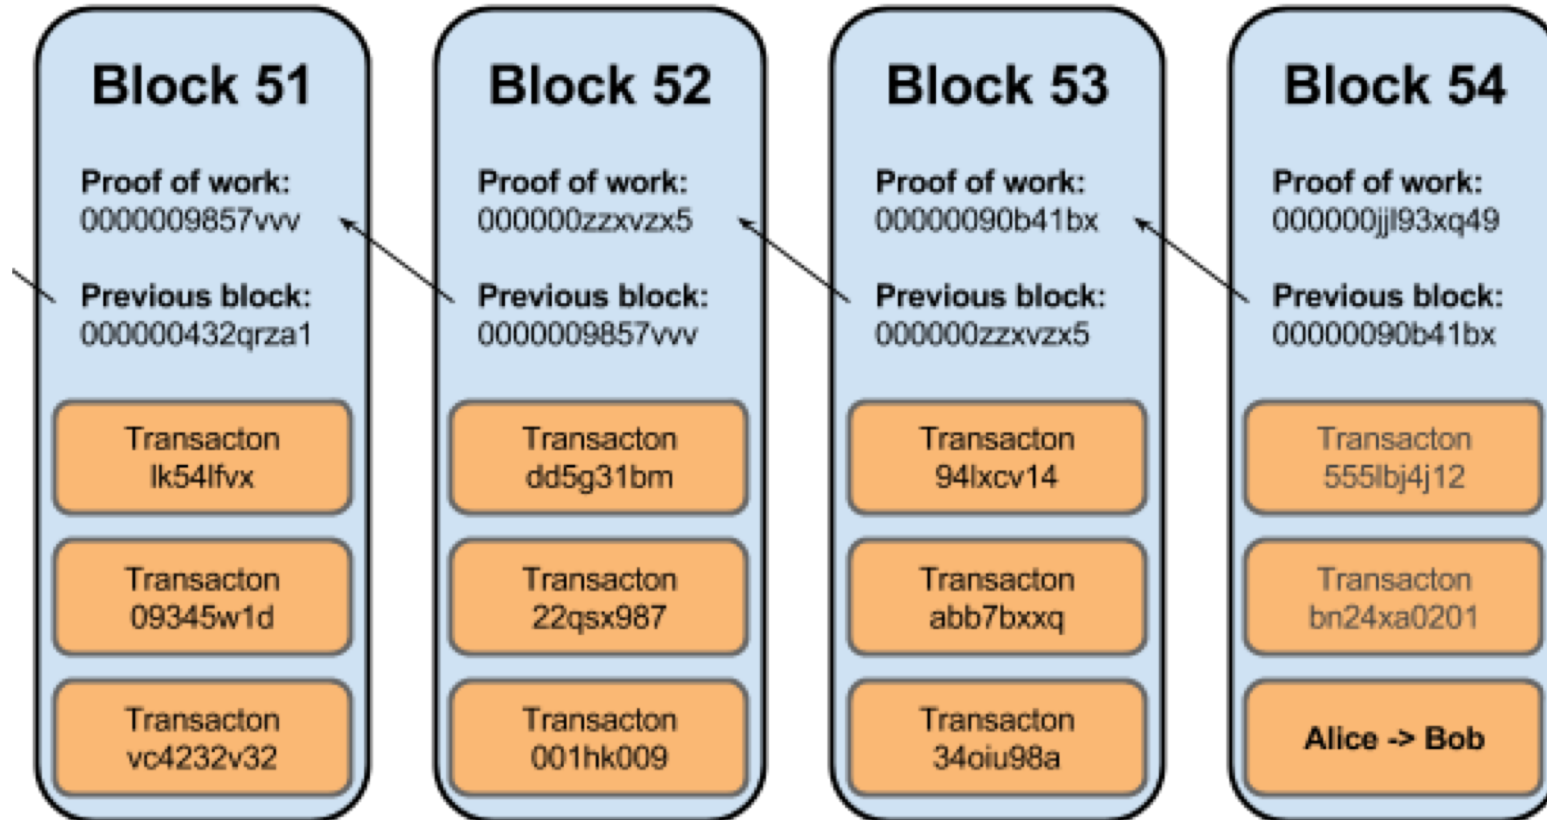 Block 51
Proof of work:
0000009857vvv
Previous block:
000000432qrza1
Transacton
lk54lfvx
Transacton
09345w1d
Transacton
vc4232v32
Block 52
Proof of work:
000000zzxvzx5
Previous block:
0000009857vvv
Transacton
dd5g31bm
Transacton
22qsx987
Transacton
001hk009
Block 53
Proof of work:
00000090b41bx
Previous block:
000000zzxvzx5
Transacton
94lxcv14
Transacton
abb7bxxq
Transacton
34oiu98a
Block 54
Proof of work:
000000jjl93xq49
Previous block:
00000090b41bx
Transacton
555lbj4j12
Transacton
bn24xa0201
Alice -> Bob